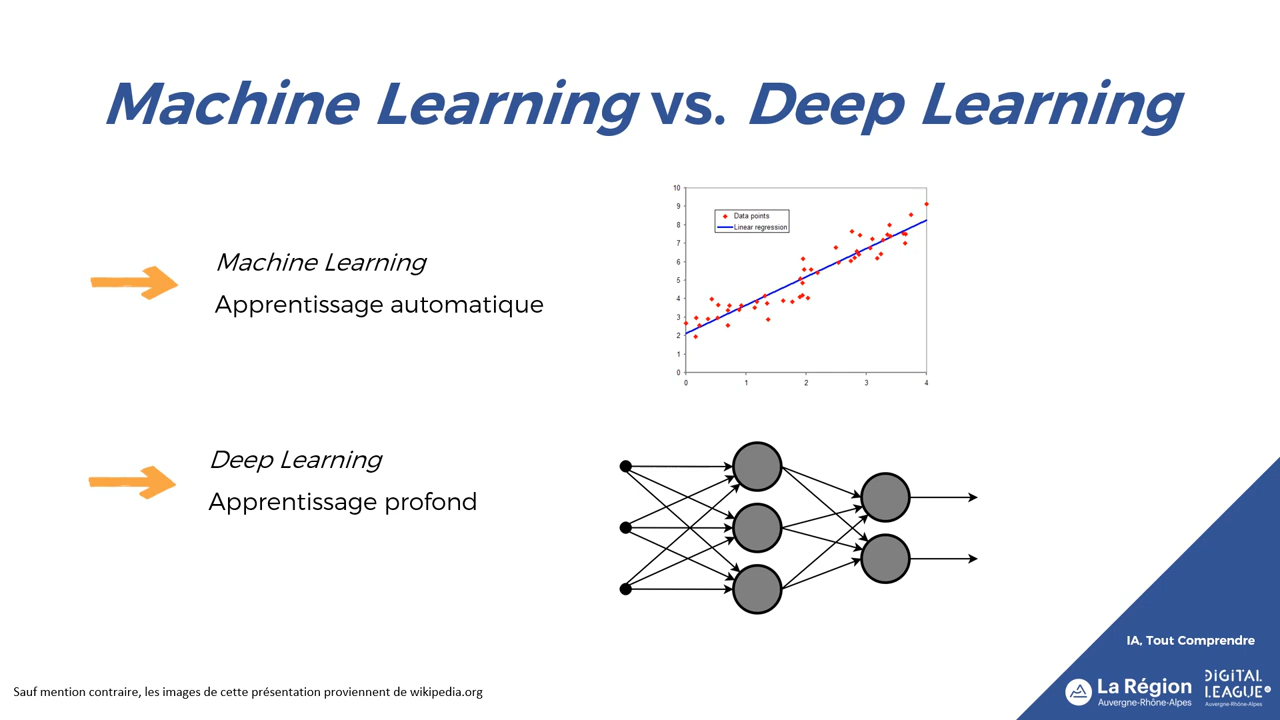 Machine Learning vs. Deep Learning
Machine Learning
Apprentissage automatique
10
9
8
7
6
5
4
3
2
1
0
Data points
Linear regression
0 1 2 3 4
Deep Learning
Apprentissage profond
IA, Tout Comprendre
La Région
Auvergne-Rhône-Alpes
DIGITAL
LEAGUE
Auvergne-Rhône-Alpes
Sauf mention contraire, les images de cette présentation proviennent de wikipedia.org